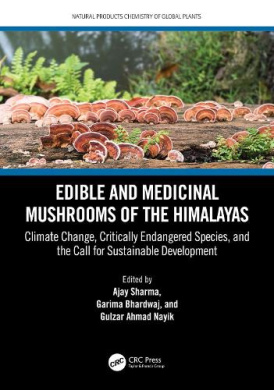 NATURAL PRODUCTS CHEMISTRY OF GLOBAL PLANTS
EDIBLE AND MEDICINAL
MUSHROOMS OF THE HIMALAYAS
Climate Change, Critically Endangered Species, and
the Call for Sustainable Development
Edited by
Ajay Sharma,
Garima Bhardwaj, and
Gulzar Ahmad Nayik
CRC
CRC Press
Taylor & Francis Group